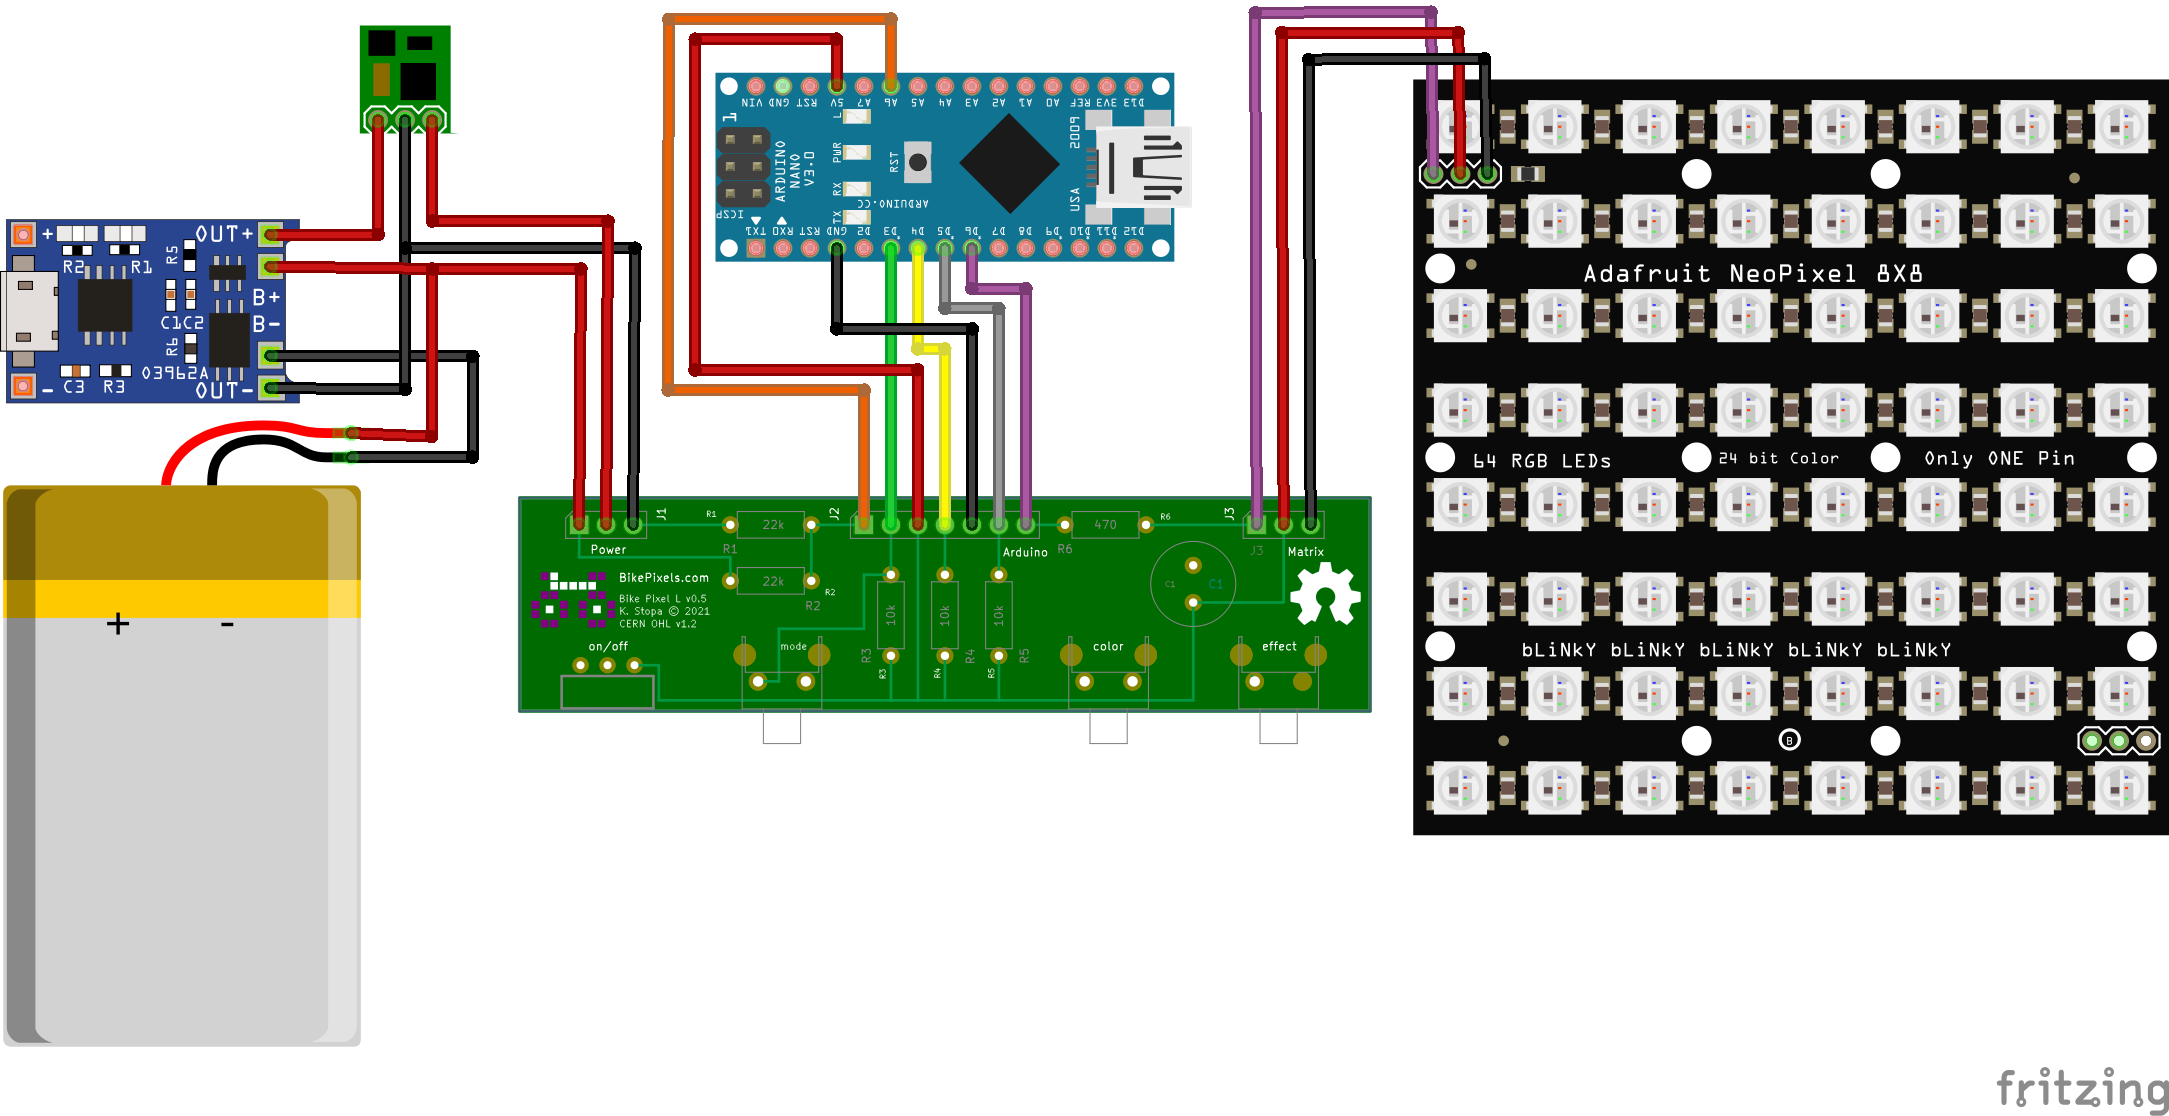 +
R2
R1
R5
OUT+
B+
B-
C1C2
R6
03962A
C3
R3
-
OUT-
+
-
VIN
GND
RST
5V
A7
A6
A5
A4
A3
A2
A1
A0
REF
3V3
D13
1
L
PWR
RX
TX
ARDUINO
NANO
V3.0
RST
ARDUINO.CC
USA
ICSP
TX1
RX0
RST
GND
D2
D3
D4
D5
D6
D7
D8
D9
D10
D11
D12
J1
Power
R1
22k
R1
22k
R2
R2
J2
Arduino
470
R6
R6
J3
J3
Matrix
BikePixels.com
Bike Pixel L v0.5
K. Stopa © 2021
CERN OHL v1.2
on/off
mode
10k
R3
R3
10k
R4
R4
10k
R5
R5
C1
C1
color
effect
Adafruit NeoPixel 8X8
64 RGB LEDs
24 bit Color
Only ONE Pin
bLiNkY bLiNkY bLiNkY bLiNkY bLiNkY
B
fritzing